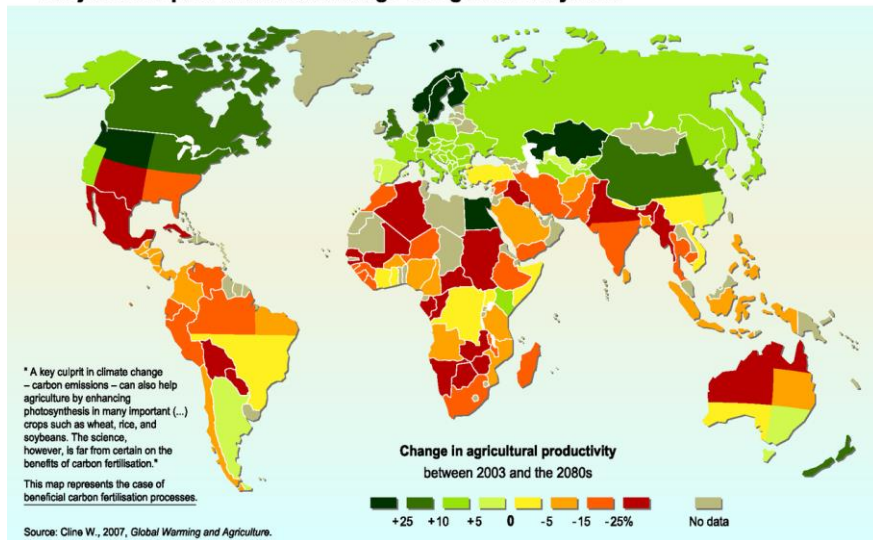 " A key culprit in climate change
– carbon emissions – can also help
agriculture by enhancing
photosynthesis in many important (...)
crops such as wheat, rice, and
soybeans. The science,
however, is far from certain on the
benefits of carbon fertilisation."
This map represents the case of
beneficial carbon fertilisation processes.
Source: Cline W., 2007, Global Warming and Agriculture.
Change in agricultural productivity
between 2003 and the 2080s
+25 +10 +5 0 -5 -15 -25%
No data